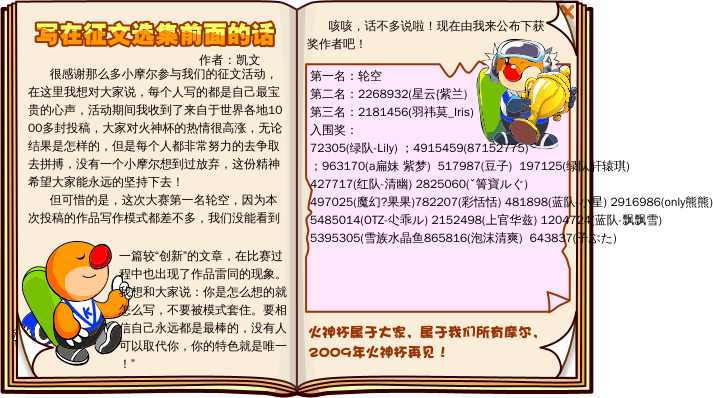 写在征文选集前面的话
作者：凯文
很感谢那么多小摩尔参与我们的征文活动，
在这里我想对大家说，每个人写的都是自己最宝
贵的心声，活动期间我收到了来自于世界各地10
00多封投稿，大家对火神杯的热情很高涨，无论
结果是怎样的，但是每个人都非常努力的去争取
去拼搏，没有一个小摩尔想到过放弃，这份精神
希望大家能永远的坚持下去！
但可惜的是，这次大赛第一名轮空，因为本
次投稿的作品写作模式都差不多，我们没能看到
一篇较“创新”的文章，在比赛过
程中也出现了作品雷同的现象。
我想和大家说：你是怎么想的就
怎么写，不要被模式套住。要相
信自己永远都是最棒的，没有人
可以取代你，你的特色就是唯一
！”
咳咳，话不多说啦！现在由我来公布下获
奖作者吧！
第一名：轮空
第二名：2268932(星云{紫兰)
第三名：2181456(羽祎莫_Iris)
入围奖：
72305(绿队-Lily) ；4915459(87152775)
；963170(a扁妹 紫梦) 517987(豆子) 197125(绿队轩辕琪)
427717(红队-清幽) 2825060(ˇ箐寶ル
497025(魔幻?果果)782207(彩恬恬) 481898(蓝队-小星) 2916986(only熊熊)
5485014(OTZ-尐乖ル) 2152498(上官华兹) 1204724(蓝队-飘飘雪)
5395305(雪族水晶鱼865816(泡沫清爽) 643837(子ぶた)
火神杯属于大家，属于我们所有摩尔，
2009年火神杯再见！